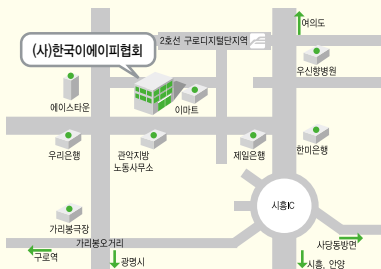 여의도
2호선 구로디지털단지역
(사)한국이에이피협회
우신향병원
에이스타운
이마트
우리은행
관악지방
노동사무소
제일은행
한미은행
시흥IC
가리봉극장
가리봉오거리
사당동방면
구로역
광명시
시흥, 안양